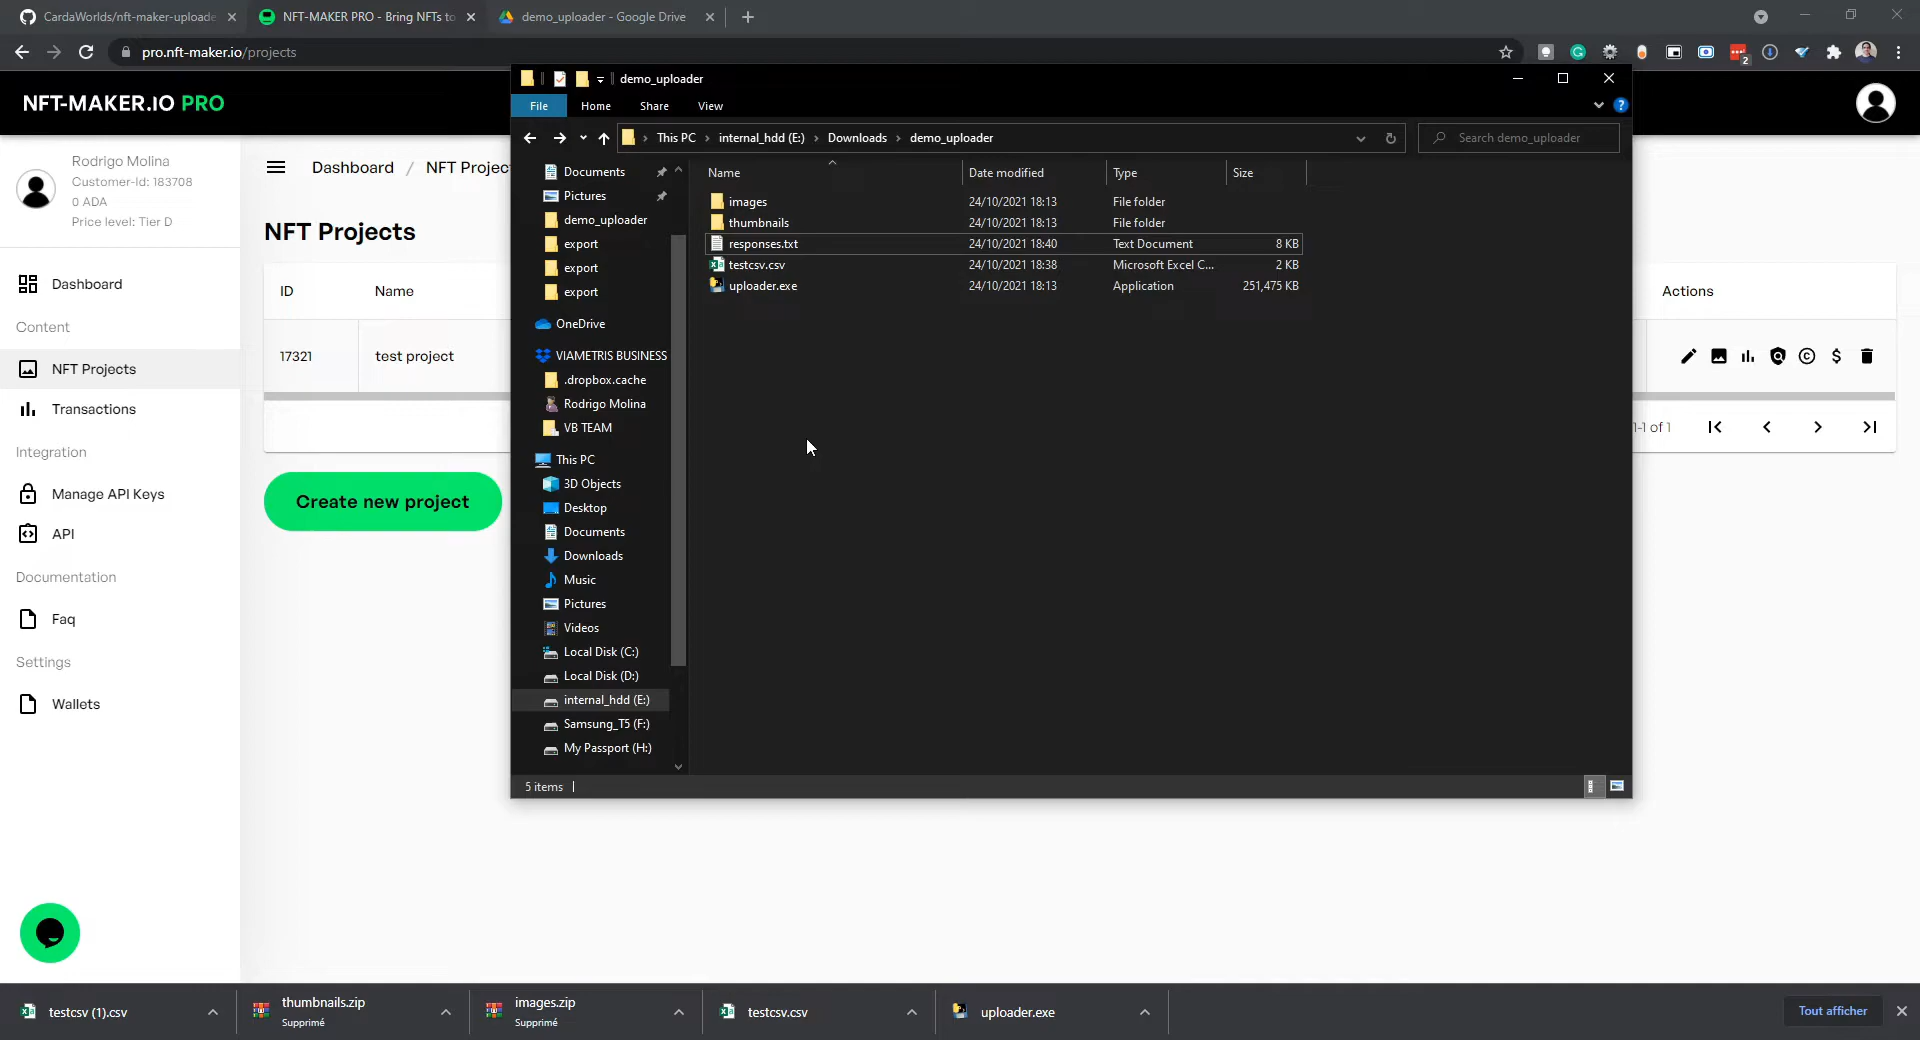 CardaWorlds/nft-maker-uploade
NFT-MAKER PRO - Bring NFTs to
demo_uploader - Google Drive
pro.nft-maker.io/projects
2
NFT-MAKER.IO PRO
Rodrigo Molina
Customer-Id: 183708
0 ADA
Price level: Tier D
Dashboard
Content
NFT Projects
Transactions
Integration
Manage API Keys
API
Documentation
Faq
Settings
Wallets
Dashboard / NFT Projec
NFT Projects
ID Name Actions
17321 test project
1-1 of 1
Create new project
demo_uploader
File Home Share View
This PC internal_hdd (E:) Downloads demo_uploader
Search demo_uploader
Documents
Pictures
demo_uploader
export
export
export
OneDrive
VIAMETRIS BUSINESS
.dropbox.cache
Rodrigo Molina
VB TEAM
This PC
3D Objects
Desktop
Documents
Downloads
Music
Pictures
Videos
Local Disk (C:)
Local Disk (D:)
internal_hdd (E:)
Samsung_T5 (F:)
My Passport (H:)
Name Date modified Type Size
images 24/10/2021 18:13 File folder
thumbnails 24/10/2021 18:13 File folder
responses.txt 24/10/2021 18:40 Text Document 8 KB
testcsv.csv 24/10/2021 18:38 Microsoft Excel C... 2 KB
uploader.exe 24/10/2021 18:13 Application 251,475 KB
5 items
testcsv (1).csv
thumbnails.zip
Supprimé
images.zip
Supprimé
testcsv.csv
uploader.exe
Tout afficher